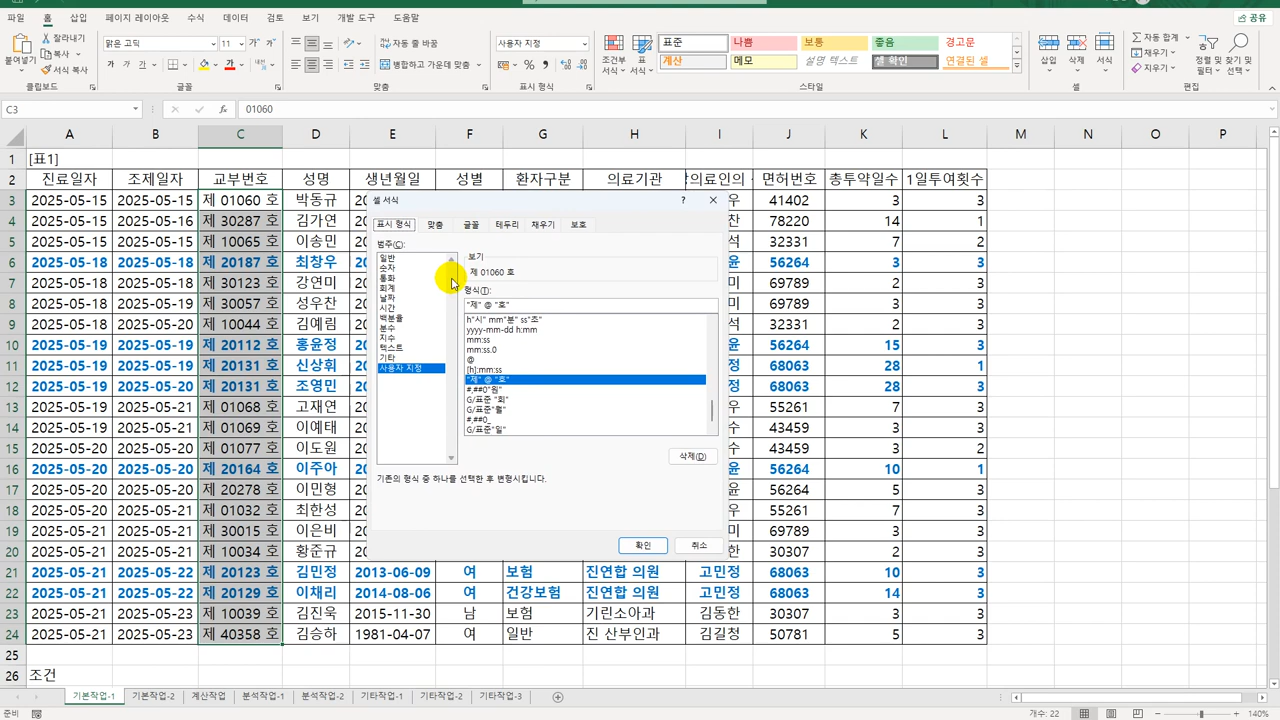 파일 홈 삽입 페이지 레이아웃 수식 데이터 검토 보기 개발 도구 도움말 공유
붙여넣기 잘라내기 복사 서식 복사 맑은 고딕 11 자동 줄 바꿈 병합하고 가운데 맞춤 사용자 지정 조건부 서식 표 서식 표준 나쁨 보통 좋음 경고문 계산 메모 설명 텍스트 셀 확인 연결된 셀 삽입 삭제 서식 자동 합계 채우기 지우기 정렬 및 필터 찾기 및 선택
클립보드 글꼴 맞춤 표시 형식 스타일 셀 편집
C3 fx 01060
A B C D E F G H I J K L M N O P
1 [표1]
2 진료일자 조제일자 교부번호 성명 생년월일 성별 환자구분 의료기관 의료인의 면허번호 총투약일수 1일투여횟수
3 2025-05-15 2025-05-15 제 01060 호 박동규 20 41402 3 3
4 2025-05-15 2025-05-16 제 30287 호 김가연 찬 78220 14 1
5 2025-05-15 2025-05-16 제 10065 호 이송민 석 32331 7 2
6 2025-05-18 2025-05-18 제 20187 호 최창우 윤 56264 3 3
7 2025-05-18 2025-05-18 제 30123 호 강연미 미 69789 2 3
8 2025-05-18 2025-05-19 제 30057 호 성우찬 미 69789 3 3
9 2025-05-18 2025-05-20 제 10044 호 김예림 석 32331 2 3
10 2025-05-18 2025-05-20 제 20112 호 홍윤정 윤 56264 15 3
11 2025-05-19 2025-05-19 제 20131 호 신상휘 정 68063 28 1
12 2025-05-19 2025-05-20 제 20131 호 조영민 정 68063 28 3
13 2025-05-19 2025-05-21 제 01068 호 고재연 우 55261 7 3
14 2025-05-19 2025-05-21 제 01069 호 이예태 수 43459 3 3
15 2025-05-20 2025-05-20 제 01077 호 이도원 수 43459 3 2
16 2025-05-20 2025-05-20 제 20164 호 이주아 윤 56264 10 1
17 2025-05-20 2025-05-21 제 20278 호 이민형 윤 56264 5 3
18 2025-05-20 2025-05-21 제 01032 호 최한성 우 55261 7 3
19 2025-05-21 2025-05-21 제 30015 호 이은비 미 69789 3 3
20 2025-05-21 2025-05-21 제 10034 호 황준규 한 30307 2 3
21 2025-05-21 2025-05-22 제 20123 호 김민정 2013-06-09 여 보험 진연합 의원 고민정 68063 10 3
22 2025-05-21 2025-05-22 제 20129 호 이채리 2014-08-06 여 건강보험 진연합 의원 고민정 68063 14 3
23 2025-05-21 2025-05-23 제 10039 호 김진욱 2015-11-30 남 보험 기린소아과 김동한 30307 3 3
24 2025-05-21 2025-05-23 제 40358 호 김승하 1981-04-07 여 일반 진 산부인과 김길청 50781 5 3
25
26 조건
셀 서식 ?
표시 형식 맞춤 글꼴 테두리 채우기 보호
범주(C):
일반
숫자
통화
회계
날짜
시간
백분율
분수
지수
텍스트
기타
사용자 지정
보기
제 01060 호
형식(T):
"제" @ "호"
h"시" mm"분" ss"초"
yyyy-mm-dd h:mm
mm:ss
mm:ss.0
@
[h]:mm:ss
"제" @ "호"
#,##0"원"
G/표준 "회"
G/표준"월"
#,##0_
G/표준"일"
삭제(D)
기존의 형식 중 하나를 선택한 후 변형시킵니다.
확인 취소
기본작업-1 기본작업-2 계산작업 분석작업-1 분석작업-2 기타작업-1 기타작업-2 기타작업-3
준비 개수: 22 140%